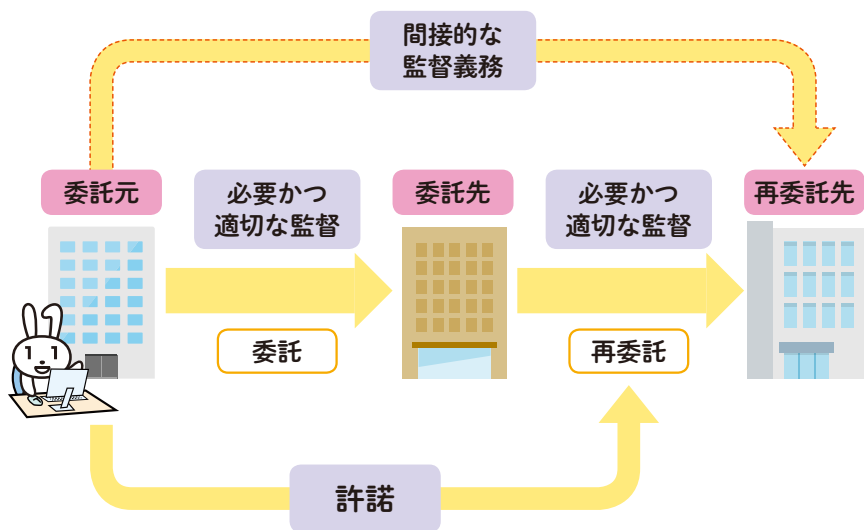 間接的な
監督義務
委託元
必要かつ
適切な監督
委託先
必要かつ
適切な監督
再委託先
委託
再委託
許諾